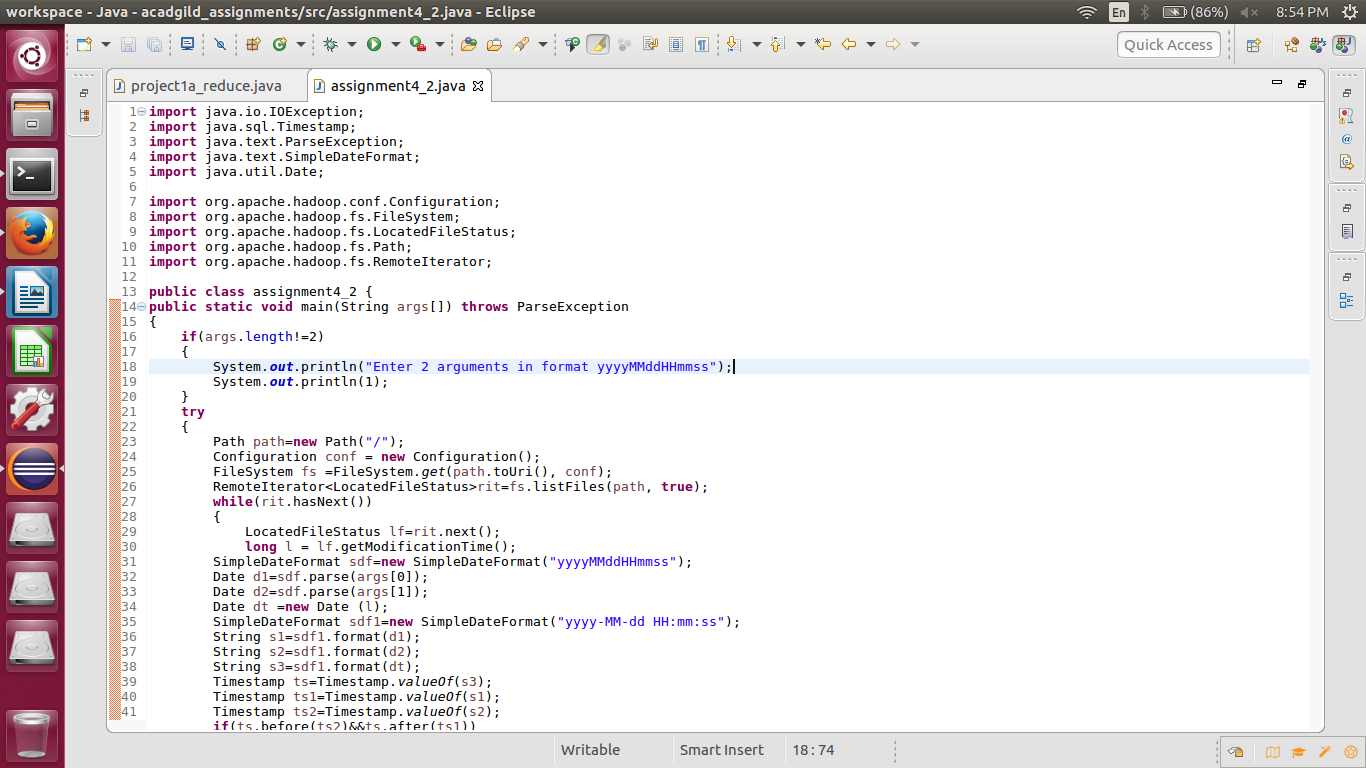 workspace - Java - acadgild_assignments/src/assignment4_2.java - Eclipse
En
(86%)
8:54 PM
Quick Access
project1a_reduce.java
assignment4_2.java
1 import java.io.IOException;
2 import java.sql.Timestamp;
3 import java.text.ParseException;
4 import java.text.SimpleDateFormat;
5 import java.util.Date;
6
7 import org.apache.hadoop.conf.Configuration;
8 import org.apache.hadoop.fs.FileSystem;
9 import org.apache.hadoop.fs.LocatedFileStatus;
10 import org.apache.hadoop.fs.Path;
11 import org.apache.hadoop.fs.RemoteIterator;
12
13 public class assignment4_2 {
14 public static void main(String args[]) throws ParseException
15 {
16 if(args.length!=2)
17 {
18 System.out.println("Enter 2 arguments in format yyyyMMddHHmmss");
19 System.out.println(1);
20 }
21 try
22 {
23 Path path=new Path("/");
24 Configuration conf = new Configuration();
25 FileSystem fs =FileSystem.get(path.toUri(), conf);
26 RemoteIterator<LocatedFileStatus>rit=fs.listFiles(path, true);
27 while(rit.hasNext())
28 {
29 LocatedFileStatus lf=rit.next();
30 long l = lf.getModificationTime();
31 SimpleDateFormat sdf=new SimpleDateFormat("yyyyMMddHHmmss");
32 Date d1=sdf.parse(args[0]);
33 Date d2=sdf.parse(args[1]);
34 Date dt =new Date (l);
35 SimpleDateFormat sdf1=new SimpleDateFormat("yyyy-MM-dd HH:mm:ss");
36 String s1=sdf1.format(d1);
37 String s2=sdf1.format(d2);
38 String s3=sdf1.format(dt);
39 Timestamp ts=Timestamp.valueOf(s3);
40 Timestamp ts1=Timestamp.valueOf(s1);
41 Timestamp ts2=Timestamp.valueOf(s2);
if(ts.before(ts2)&&ts.after(ts1))
Writable
Smart Insert
18 : 74